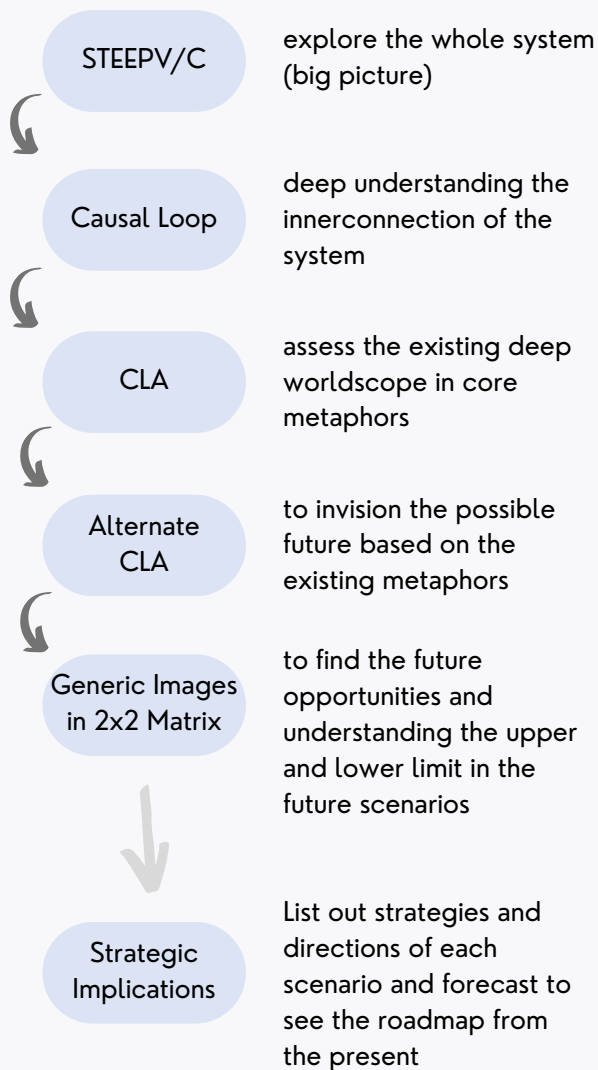 STEEPV/C
explore the whole system
(big picture)
Causal Loop
deep understanding the
innerconnection of the
system
CLA
assess the existing deep
worldscope in core
metaphors
Alternate
CLA
to invision the possible
future based on the
existing metaphors
Generic Images
in 2x2 Matrix
to find the future
opportunities and
understanding the upper
and lower limit in the
future scenarios
Strategic
Implications
List out strategies and
directions of each
scenario and forecast to
see the roadmap from
the present